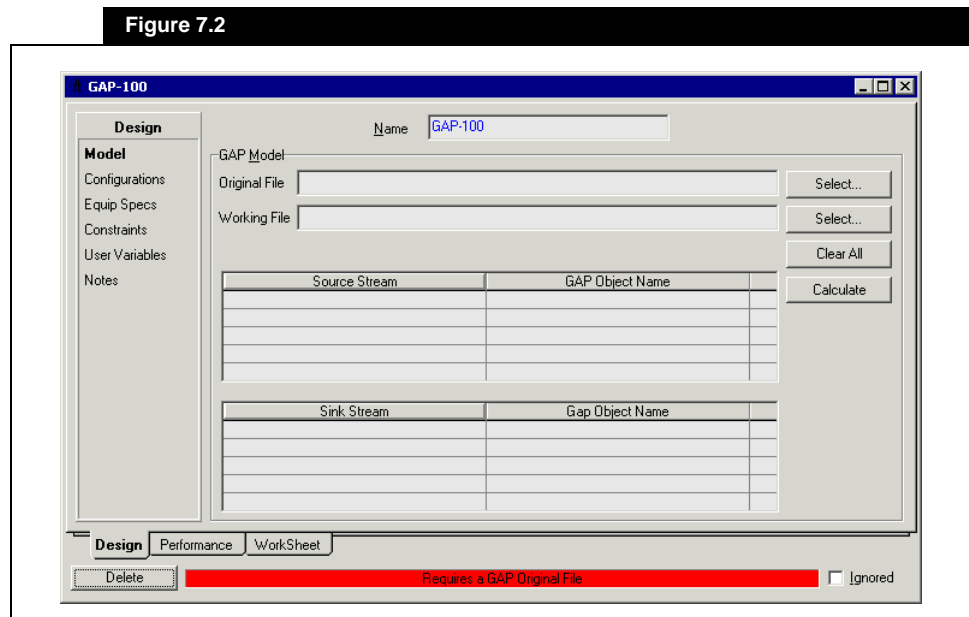 Figure 7.2
GAP-100
Design
Model
Configurations
Equip Specs
Constraints
User Variables
Notes
Name GAP-100
GAP Model
Original File Select...
Working File Select...
Clear All
Calculate
Source Stream GAP Object Name
Sink Stream Gap Object Name
Design Performance WorkSheet
Delete Requires a GAP Original File Ignored